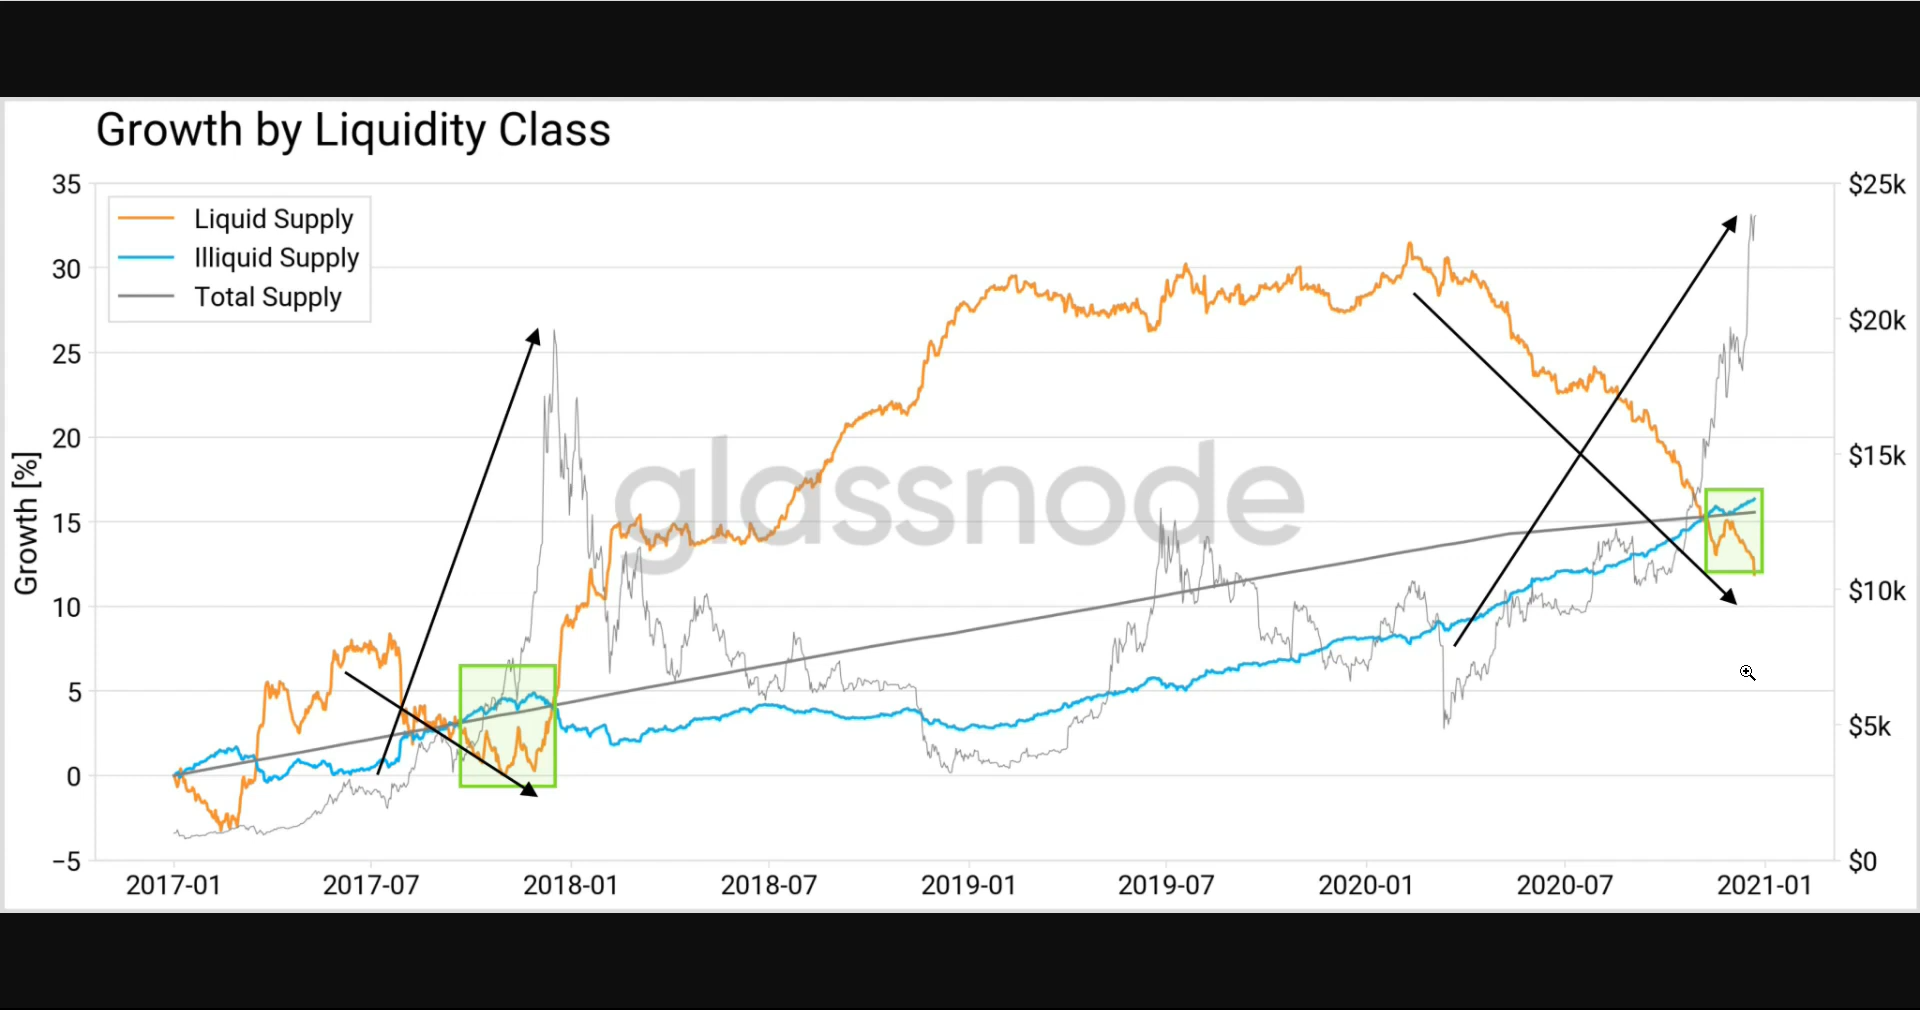 Growth by Liquidity Class
35
30
25
20
15
10
5
0
−5
Growth [%]
Liquid Supply
Illiquid Supply
Total Supply
glassnode
$25k
$20k
$15k
$10k
$5k
$0
2017-01 2017-07 2018-01 2018-07 2019-01 2019-07 2020-01 2020-07 2021-01